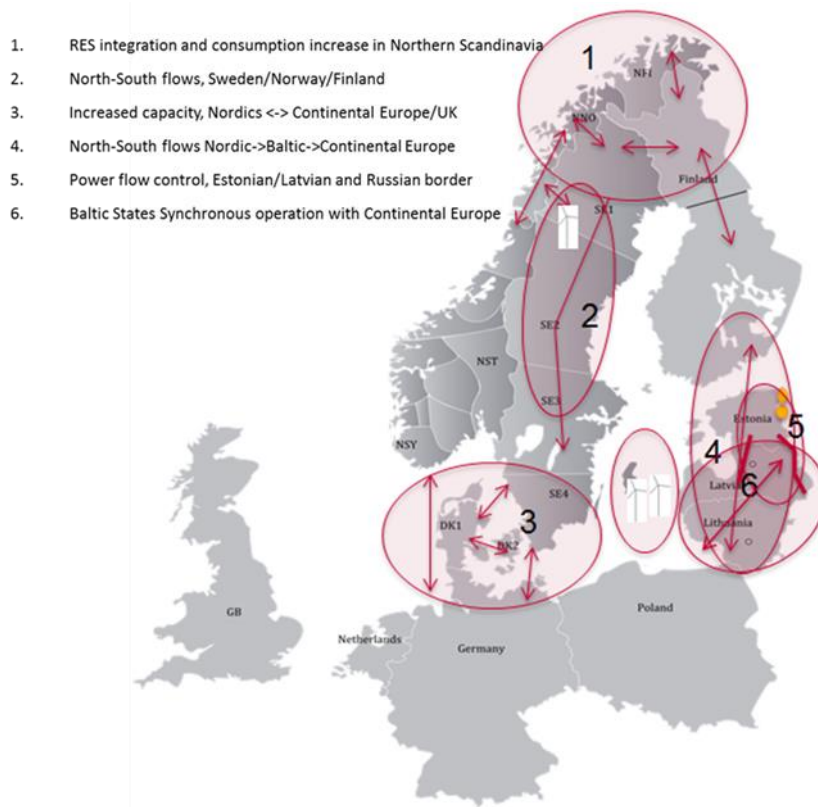 1. RES integration and consumption increase in Northern Scandinavia
2. North-South flows, Sweden/Norway/Finland
3. Increased capacity, Nordics <-> Continental Europe/UK
4. North-South flows Nordic->Baltic->Continental Europe
5. Power flow control, Estonian/Latvian and Russian border
6. Baltic States Synchronous operation with Continental Europe
1
NFI
NNO
Finland
SE1
SE2
2
NST
SE3
NSY
Estonia
5
4
Latvia
6
SE4
DK1
3
DK2
Lithuania
GB
Poland
Netherlands
Germany